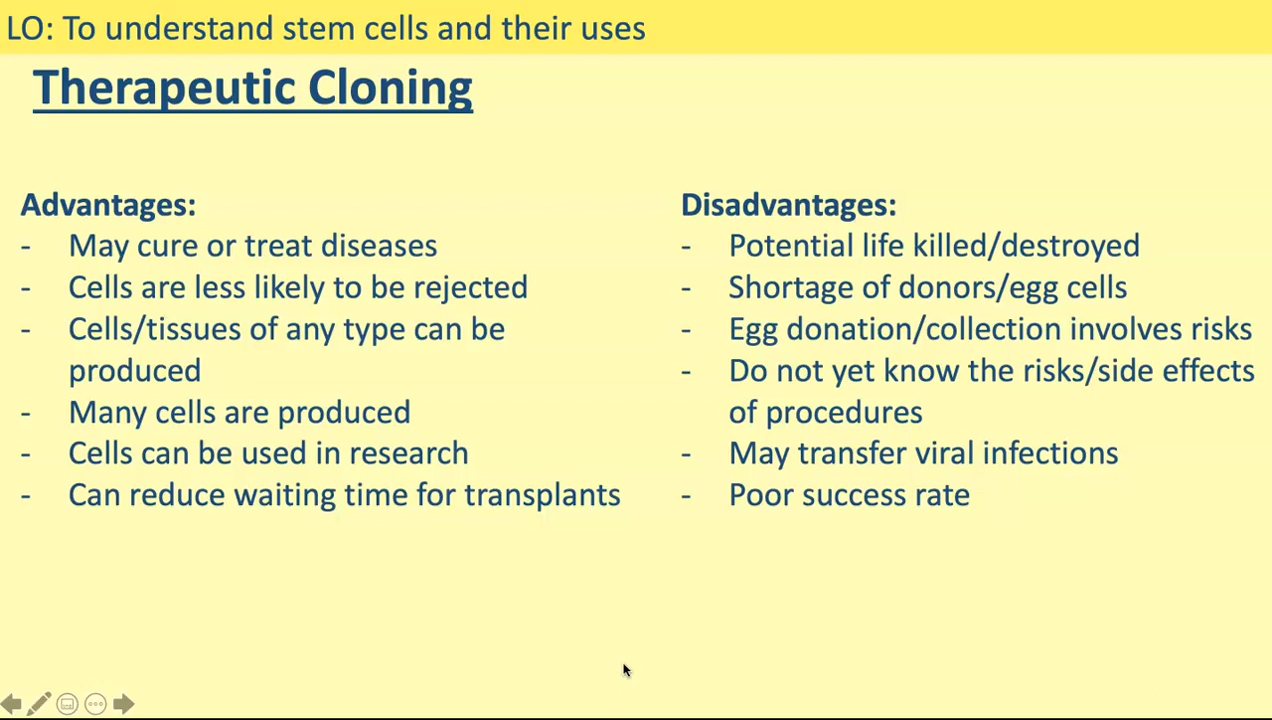 LO: To understand stem cells and their uses
Therapeutic Cloning
Advantages:
- May cure or treat diseases
- Cells are less likely to be rejected
- Cells/tissues of any type can be
produced
- Many cells are produced
- Cells can be used in research
- Can reduce waiting time for transplants
Disadvantages:
- Potential life killed/destroyed
- Shortage of donors/egg cells
- Egg donation/collection involves risks
- Do not yet know the risks/side effects
of procedures
- May transfer viral infections
- Poor success rate